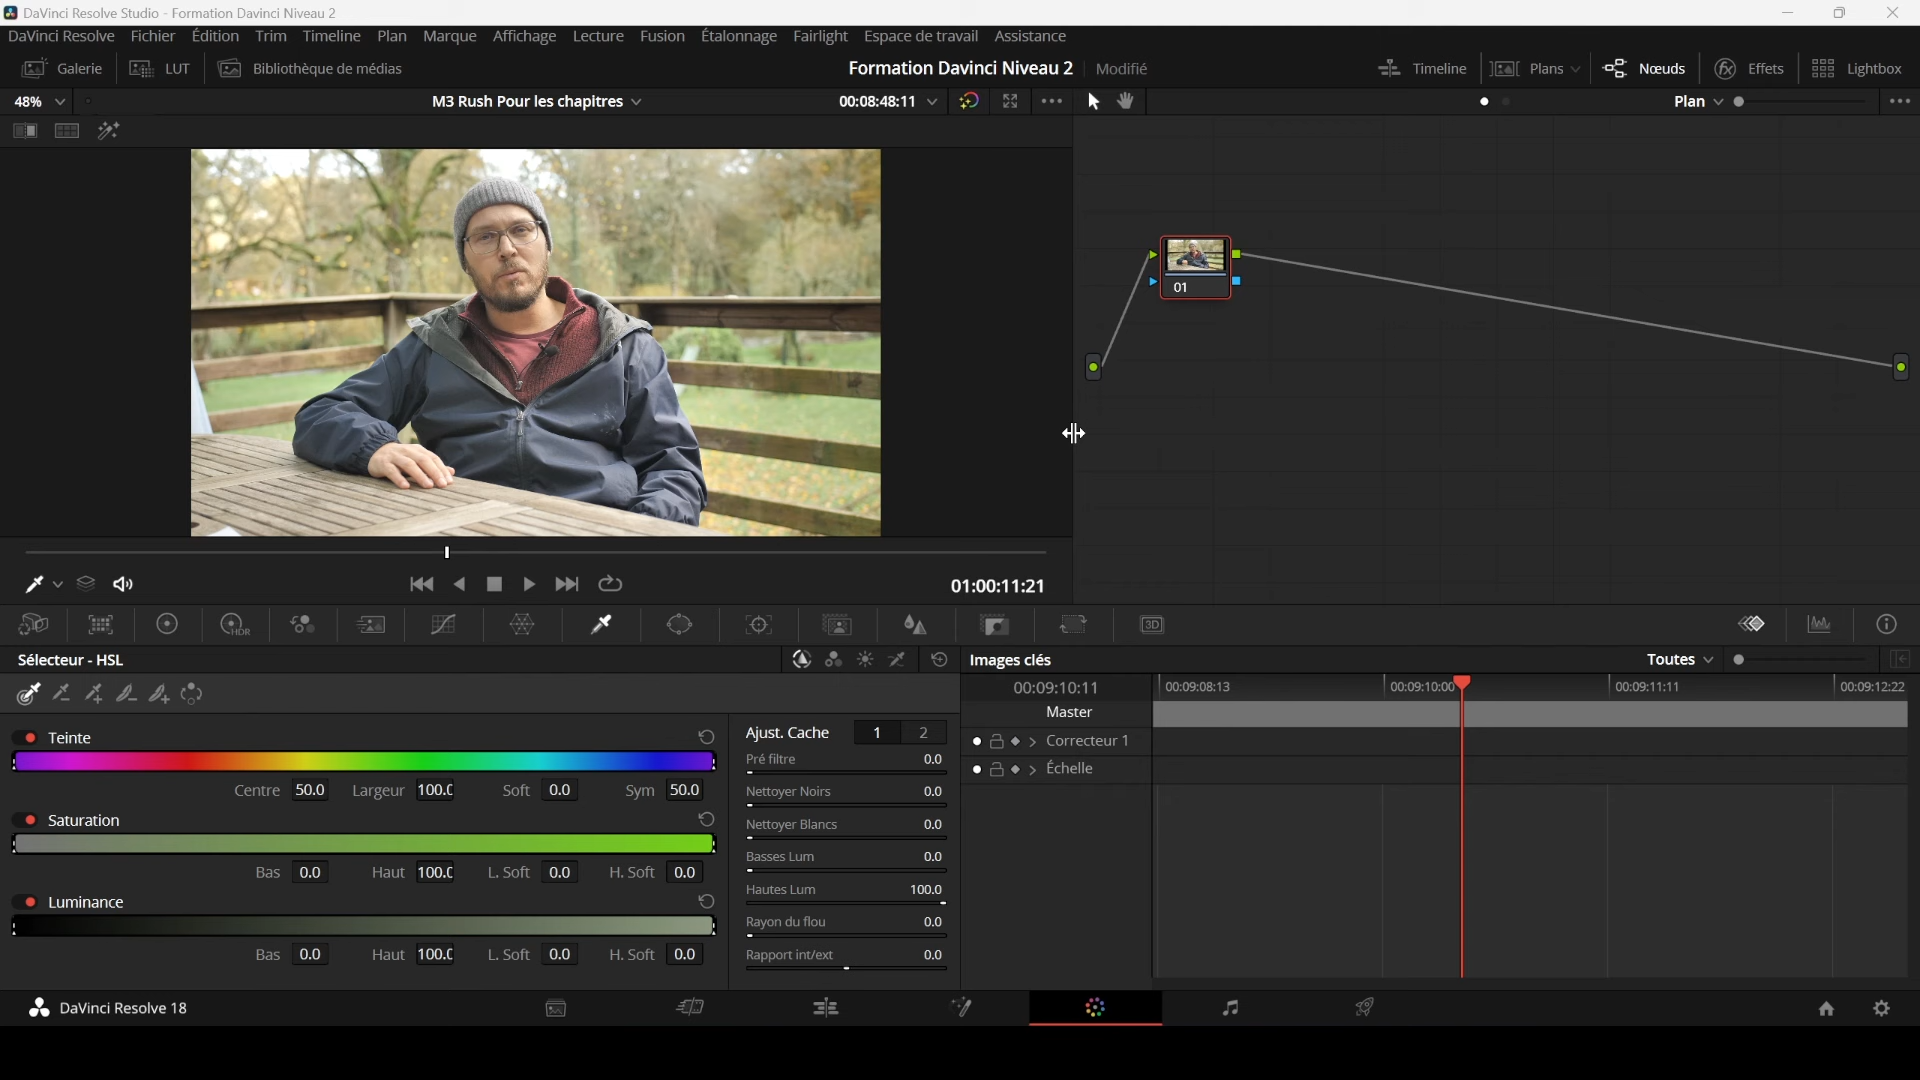 DaVinci Resolve Studio - Formation Davinci Niveau 2
DaVinci Resolve Fichier Édition Trim Timeline Plan Marque Affichage Lecture Fusion Étalonnage Fairlight Espace de travail Assistance
Galerie LUT Bibliothèque de médias Formation Davinci Niveau 2 Modifié Timeline Plans Nœuds Effets Lightbox
48% M3 Rush Pour les chapitres 00:08:48:11 Plan
01
01:00:11:21
HDR 3D
Sélecteur - HSL Images clés Toutes
00:09:10:11 00:09:08:13 00:09:10:00 00:09:11:11 00:09:12:22
Master
Teinte Ajust. Cache 1 2 Correcteur 1
Pré filtre 0.0 Échelle
Centre 50.0 Largeur 100.0 Soft 0.0 Sym 50.0 Nettoyer Noirs 0.0
Saturation Nettoyer Blancs 0.0
Basses Lum 0.0
Bas 0.0 Haut 100.0 L. Soft 0.0 H. Soft 0.0 Hautes Lum 100.0
Luminance Rayon du flou 0.0
Bas 0.0 Haut 100.0 L. Soft 0.0 H. Soft 0.0 Rapport int/ext 0.0
DaVinci Resolve 18